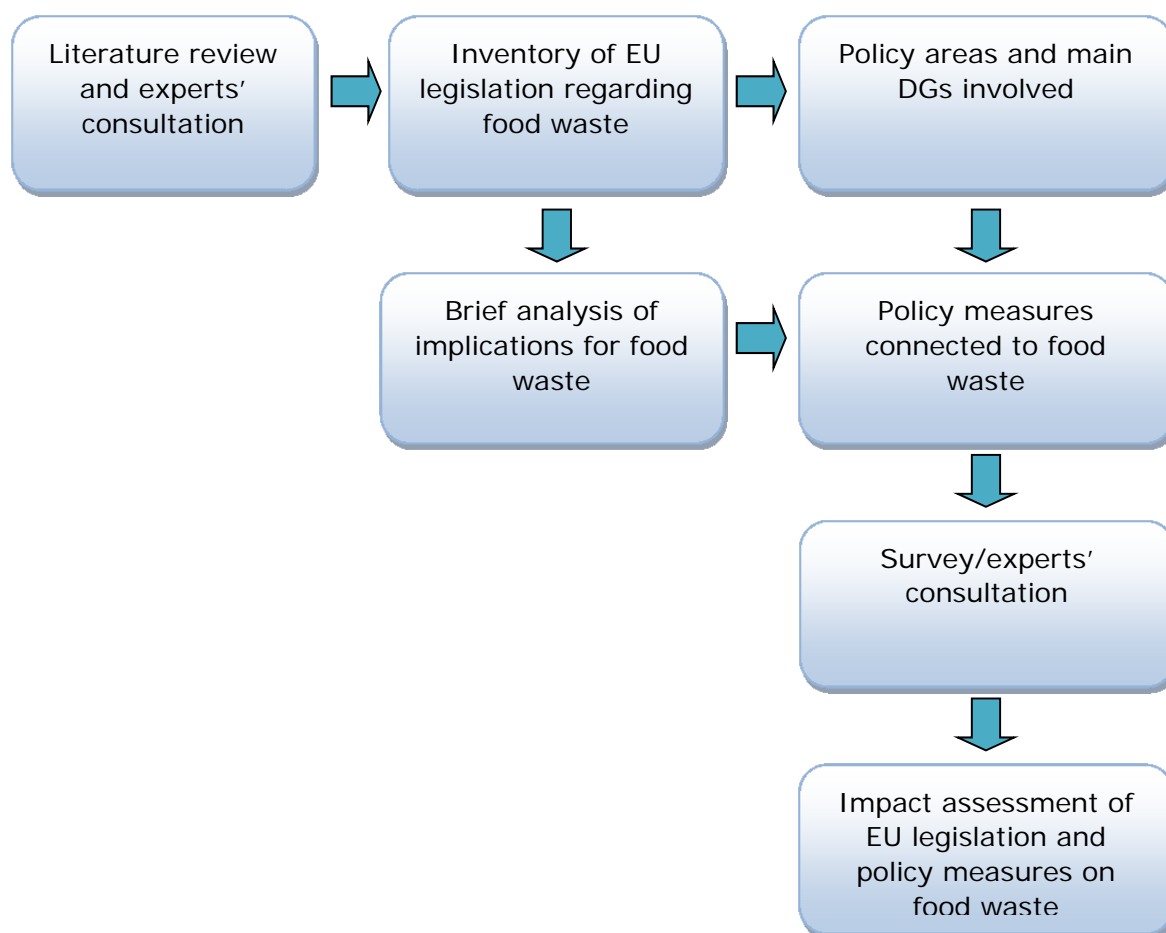 Literature review
and experts’
consultation
Inventory of EU
legislation regarding
food waste
Policy areas and main
DGs involved
Brief analysis of
implications for food
waste
Policy measures
connected to food
waste
Survey/experts’
consultation
Impact assessment of
EU legislation and
policy measures on
food waste